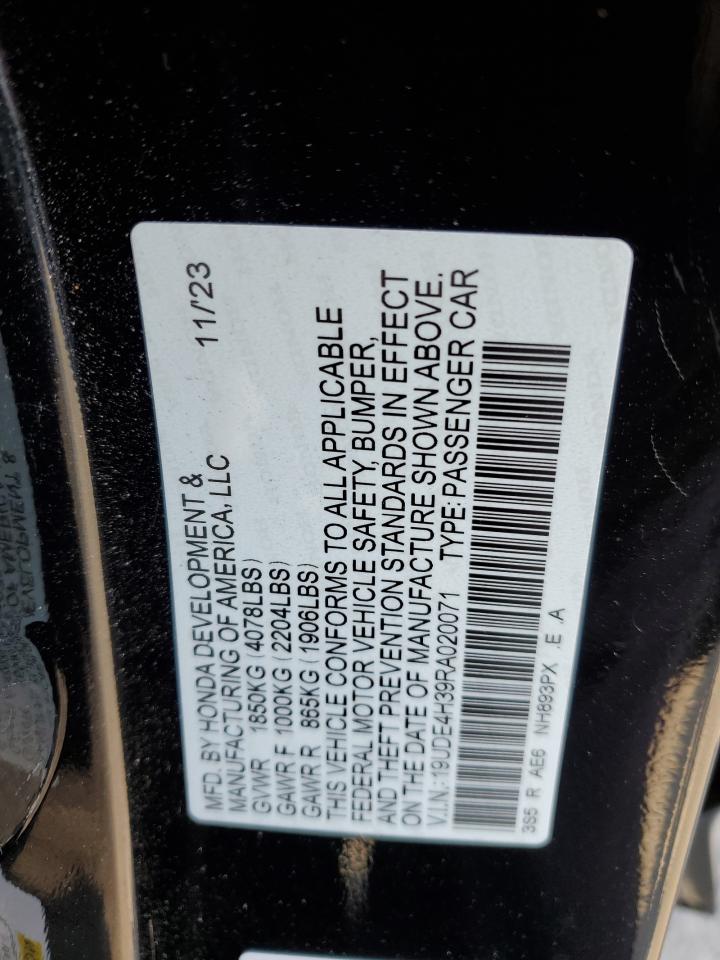 MFD. BY HONDA DEVELOPMENT & 11/'23
MANUFACTURING OF AMERICA, LLC
GVWR 1850KG (4078LBS)
GAWR F 1000KG (2204LBS)
GAWR R 865KG (1906LBS)
THIS VEHICLE CONFORMS TO ALL APPLICABLE
FEDERAL MOTOR VEHICLE SAFETY, BUMPER,
AND THEFT PREVENTION STANDARDS IN EFFECT
ON THE DATE OF MANUFACTURE SHOWN ABOVE.
V.I.N.: 19UDE4H39RA020071 TYPE: PASSENGER CAR
3S5 R AE6 NH893PX .E .A